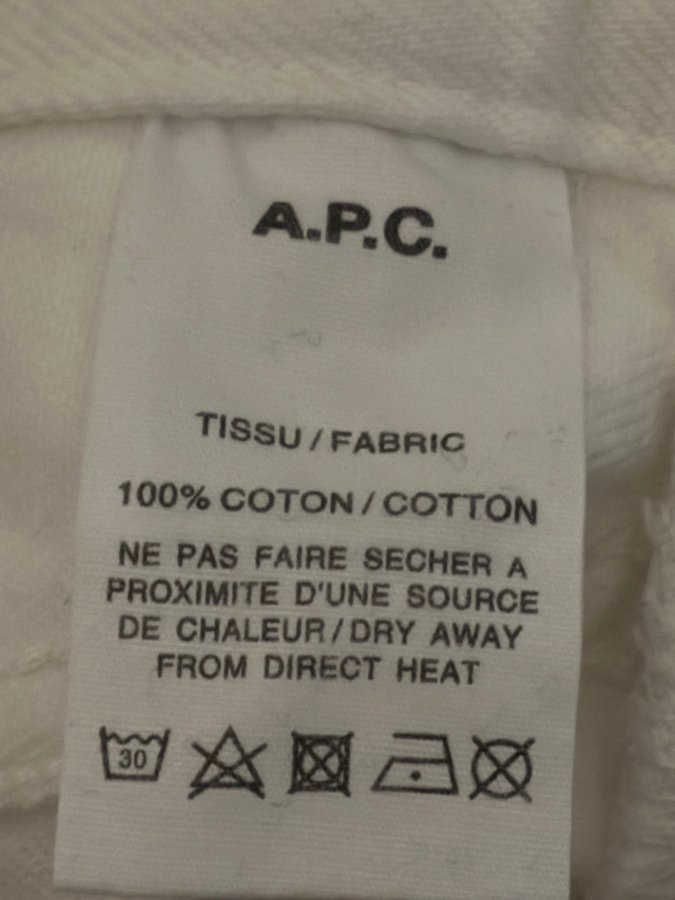 A.P.C.
TISSU / FABRIC
100% COTON / COTTON
NE PAS FAIRE SECHER A
PROXIMITE D'UNE SOURCE
DE CHALEUR / DRY AWAY
FROM DIRECT HEAT
30